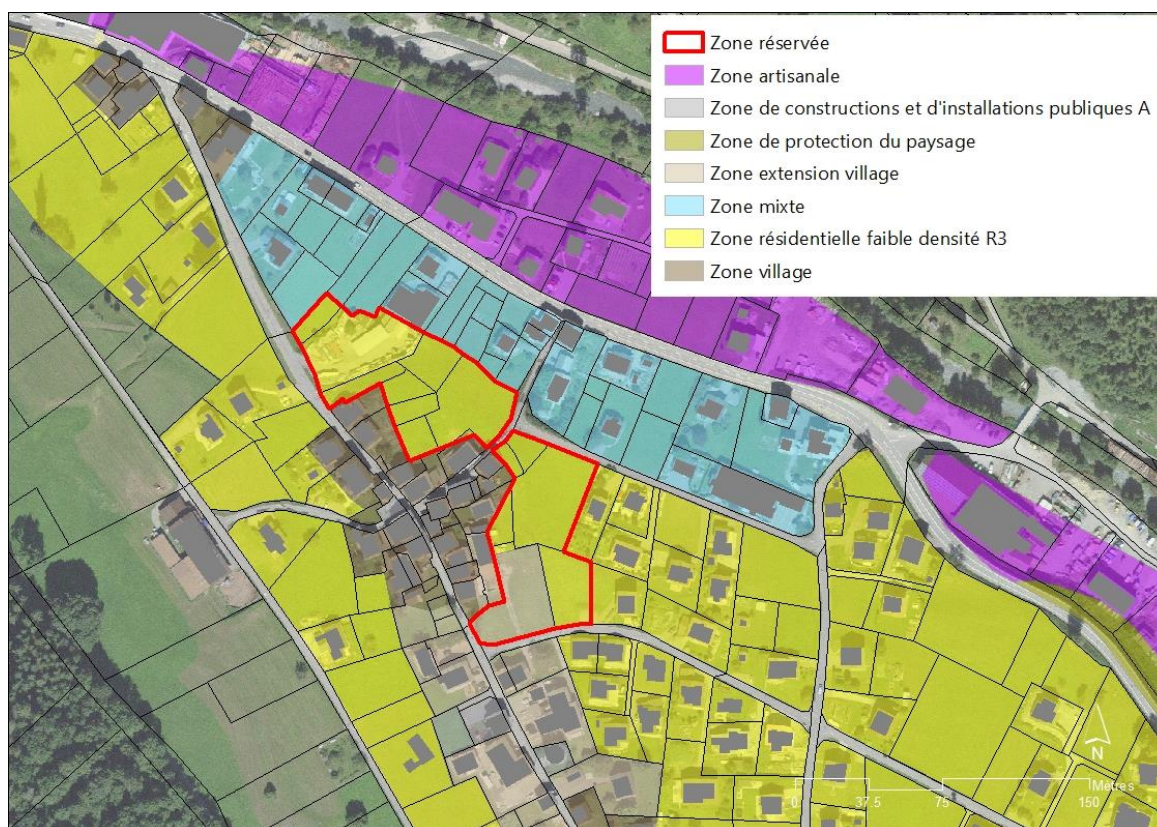 Zone réservée
Zone artisanale
Zone de constructions et d'installations publiques A
Zone de protection du paysage
Zone extension village
Zone mixte
Zone résidentielle faible densité R3
Zone village
N
Mètres
0 37.5 75 150